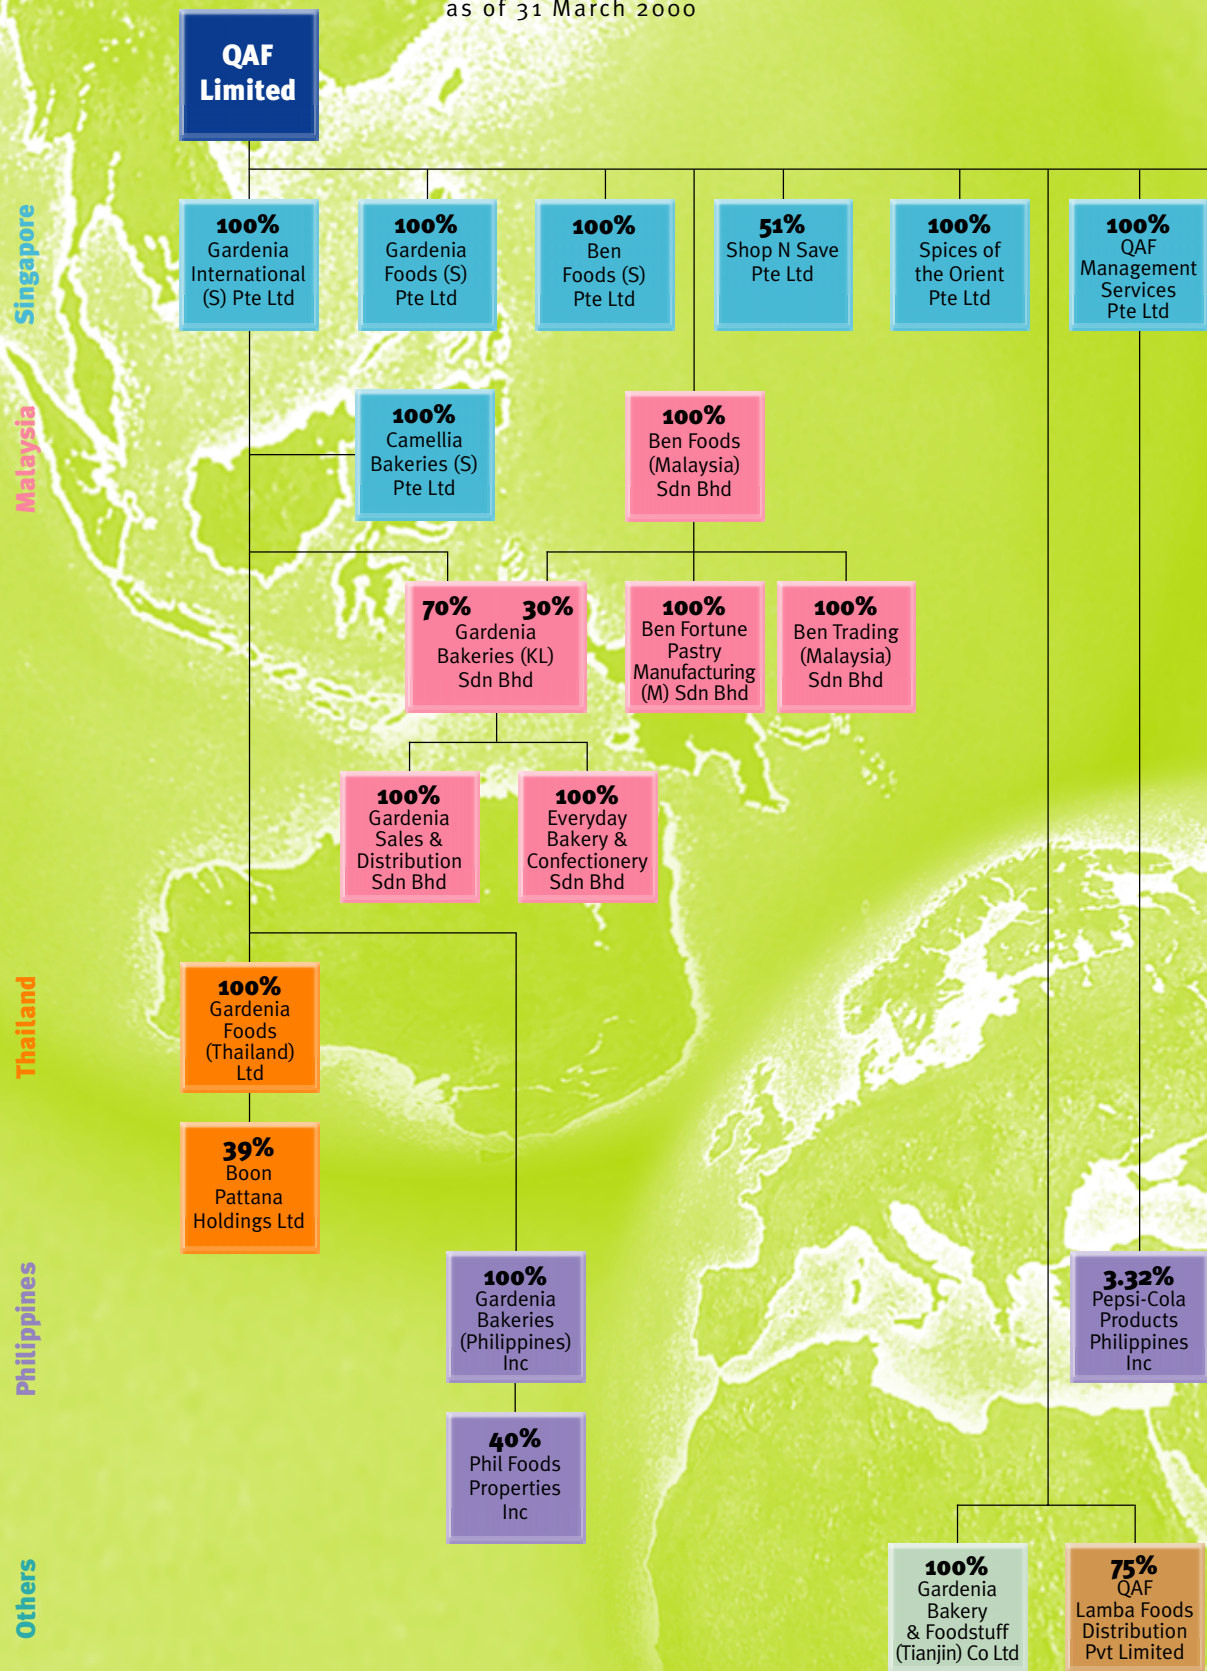 as of 31 March 2000
QAF
Limited
Singapore
100%
Gardenia
International
(S) Pte Ltd
100%
Gardenia
Foods (S)
Pte Ltd
100%
Ben
Foods (S)
Pte Ltd
51%
Shop N Save
Pte Ltd
100%
Spices of
the Orient
Pte Ltd
100%
QAF
Management
Services
Pte Ltd
Malaysia
100%
Camellia
Bakeries (S)
Pte Ltd
100%
Ben Foods
(Malaysia)
Sdn Bhd
70% 30%
Gardenia
Bakeries (KL)
Sdn Bhd
100%
Ben Fortune
Pastry
Manufacturing
(M) Sdn Bhd
100%
Ben Trading
(Malaysia)
Sdn Bhd
100%
Gardenia
Sales &
Distribution
Sdn Bhd
100%
Everyday
Bakery &
Confectionery
Sdn Bhd
Thailand
100%
Gardenia
Foods
(Thailand)
Ltd
39%
Boon
Pattana
Holdings Ltd
Philippines
100%
Gardenia
Bakeries
(Philippines)
Inc
3.32%
Pepsi-Cola
Products
Philippines
Inc
40%
Phil Foods
Properties
Inc
Others
100%
Gardenia
Bakery
& Foodstuff
(Tianjin) Co Ltd
75%
QAF
Lamba Foods
Distribution
Pvt Limited